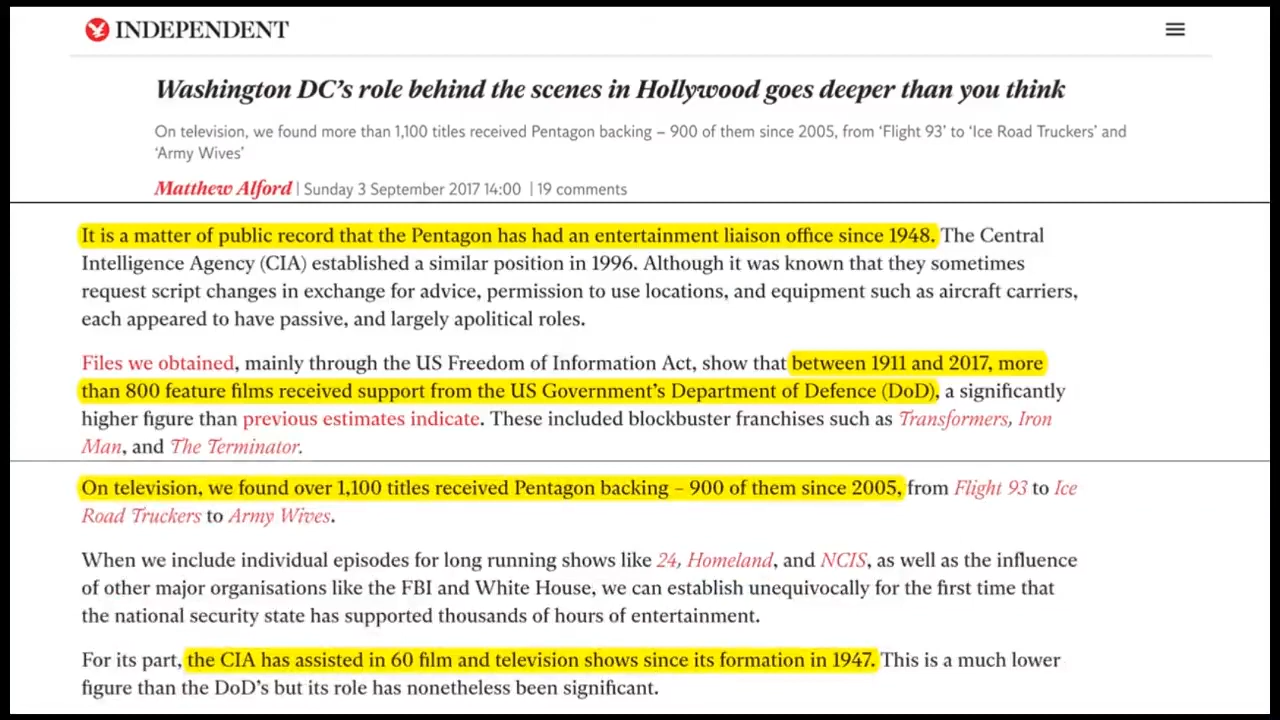 INDEPENDENT
Washington DC’s role behind the scenes in Hollywood goes deeper than you think
On television, we found more than 1,100 titles received Pentagon backing – 900 of them since 2005, from ‘Flight 93’ to ‘Ice Road Truckers’ and
‘Army Wives’
Matthew Alford | Sunday 3 September 2017 14:00 | 19 comments
It is a matter of public record that the Pentagon has had an entertainment liaison office since 1948. The Central
Intelligence Agency (CIA) established a similar position in 1996. Although it was known that they sometimes
request script changes in exchange for advice, permission to use locations, and equipment such as aircraft carriers,
each appeared to have passive, and largely apolitical roles.
Files we obtained, mainly through the US Freedom of Information Act, show that between 1911 and 2017, more
than 800 feature films received support from the US Government’s Department of Defence (DoD), a significantly
higher figure than previous estimates indicate. These included blockbuster franchises such as Transformers, Iron
Man, and The Terminator.
On television, we found over 1,100 titles received Pentagon backing – 900 of them since 2005, from Flight 93 to Ice
Road Truckers to Army Wives.
When we include individual episodes for long running shows like 24, Homeland, and NCIS, as well as the influence
of other major organisations like the FBI and White House, we can establish unequivocally for the first time that
the national security state has supported thousands of hours of entertainment.
For its part, the CIA has assisted in 60 film and television shows since its formation in 1947. This is a much lower
figure than the DoD’s but its role has nonetheless been significant.